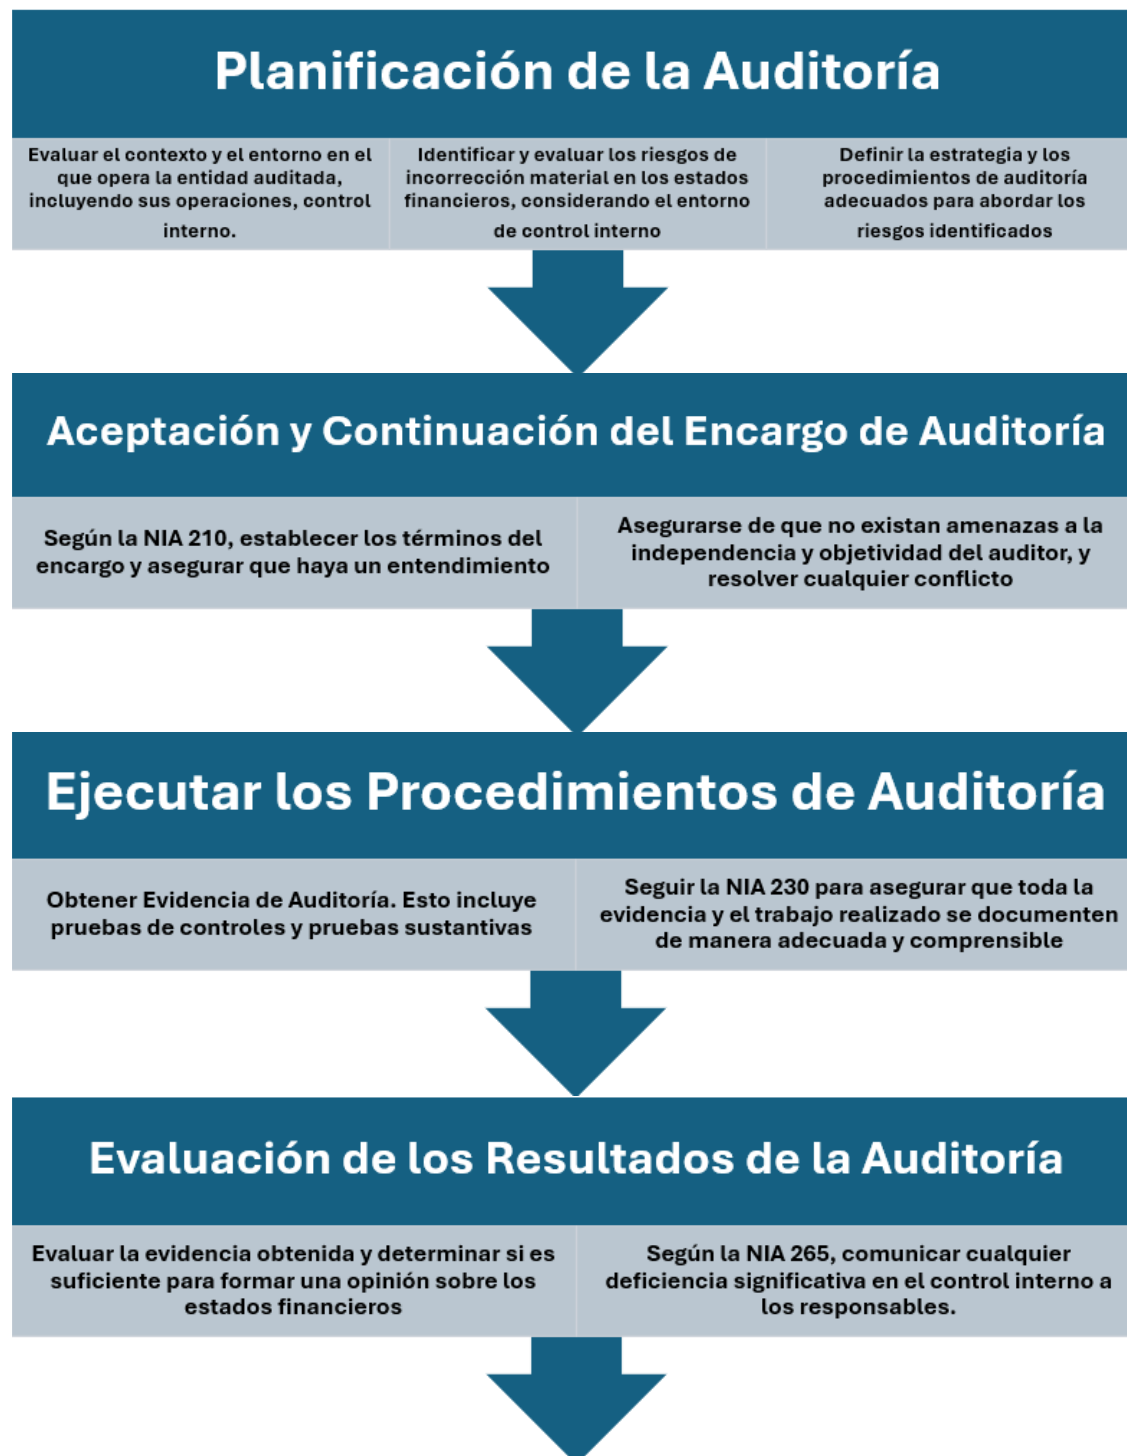 Planificación de la Auditoría
Evaluar el contexto y el entorno en el
que opera la entidad auditada,
incluyendo sus operaciones, control
interno.
Identificar y evaluar los riesgos de
incorrección material en los estados
financieros, considerando el entorno
de control interno
Definir la estrategia y los
procedimientos de auditoría
adecuados para abordar los
riesgos identificados
Aceptación y Continuación del Encargo de Auditoría
Según la NIA 210, establecer los términos del
encargo y asegurar que haya un entendimiento
Asegurarse de que no existan amenazas a la
independencia y objetividad del auditor, y
resolver cualquier conflicto
Ejecutar los Procedimientos de Auditoría
Obtener Evidencia de Auditoría. Esto incluye
pruebas de controles y pruebas sustantivas
Seguir la NIA 230 para asegurar que toda la
evidencia y el trabajo realizado se documenten
de manera adecuada y comprensible
Evaluación de los Resultados de la Auditoría
Evaluar la evidencia obtenida y determinar si es
suficiente para formar una opinión sobre los
estados financieros
Según la NIA 265, comunicar cualquier
deficiencia significativa en el control interno a
los responsables.